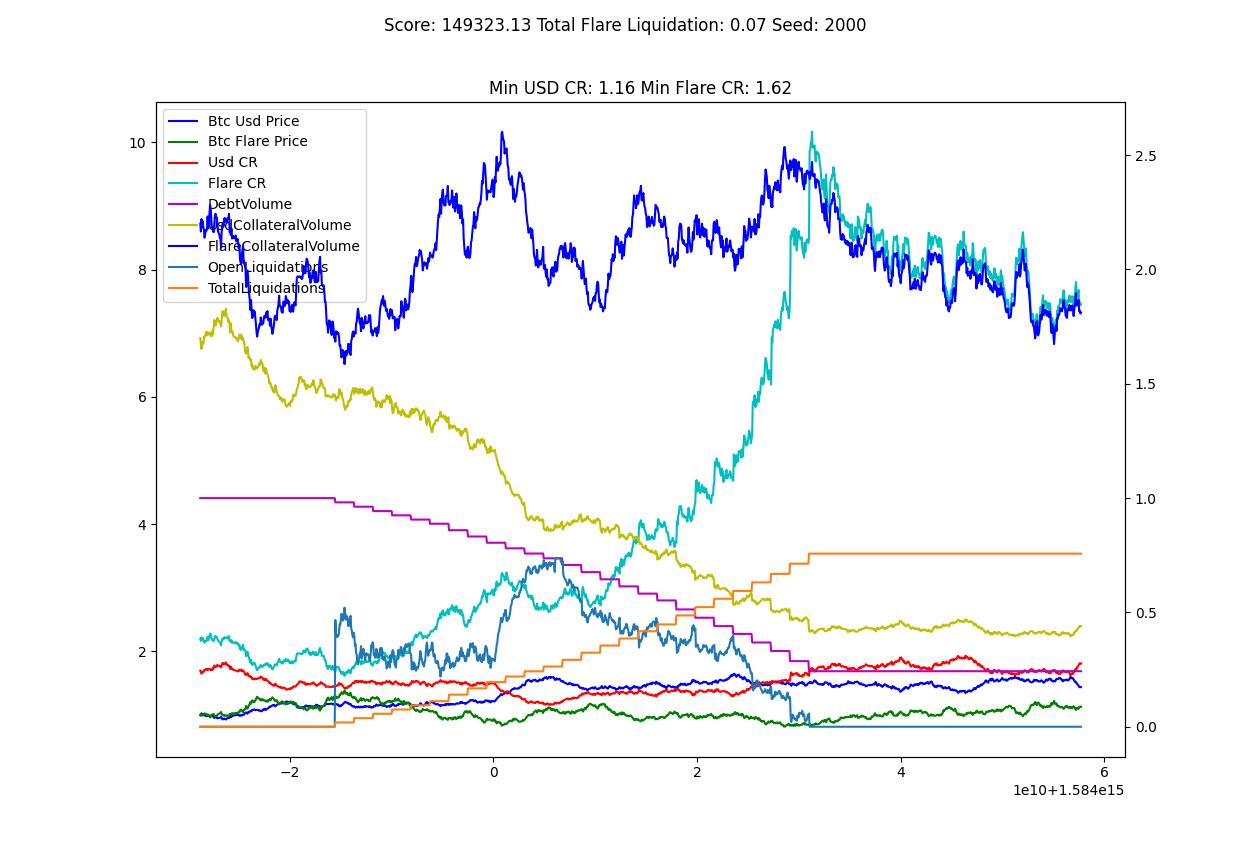 Score: 149323.13 Total Flare Liquidation: 0.07 Seed: 2000
Min USD CR: 1.16 Min Flare CR: 1.62
Btc Usd Price
Btc Flare Price
Usd CR
Flare CR
DebtVolume
UsdCollateralVolume
FlareCollateralVolume
OpenLiquidations
TotalLiquidations
10
8
6
4
2
2.5
2.0
1.5
1.0
0.5
0.0
−2
0
2
4
6
1e10+1.584e15